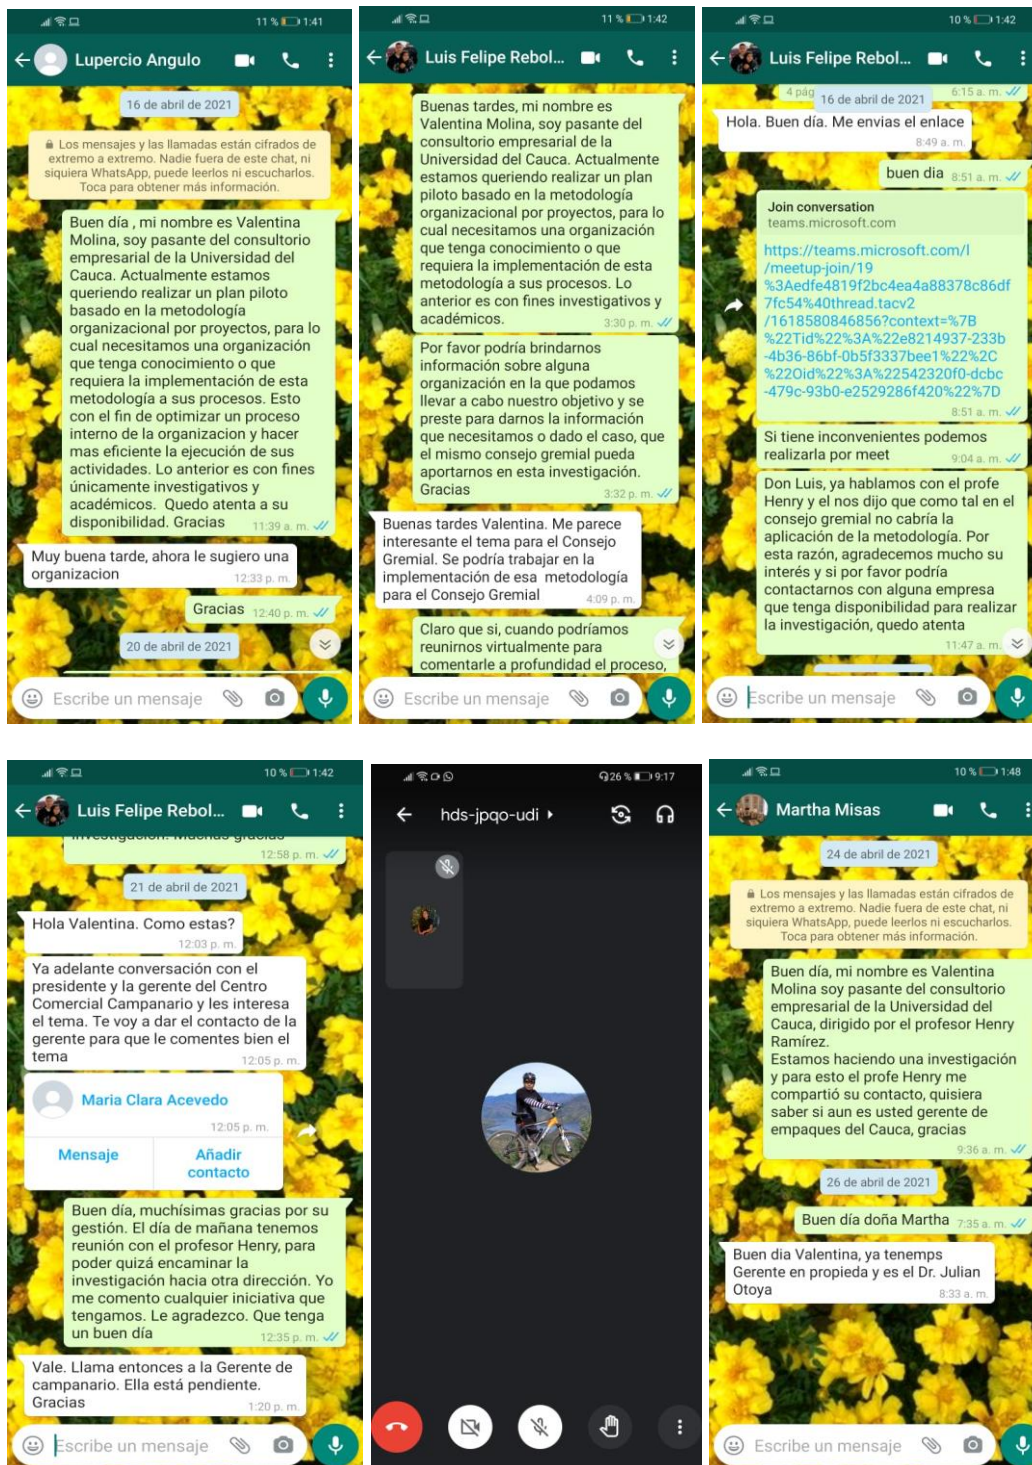 11 % 1:41
Lupercio Angulo
16 de abril de 2021
Los mensajes y las llamadas están cifrados de
extremo a extremo. Nadie fuera de este chat, ni
siquiera WhatsApp, puede leerlos ni escucharlos.
Toca para obtener más información.
Buen día , mi nombre es Valentina
Molina, soy pasante del consultorio
empresarial de la Universidad del
Cauca. Actualmente estamos
queriendo realizar un plan piloto
basado en la metodología
organizacional por proyectos, para lo
cual necesitamos una organización
que tenga conocimiento o que
requiera la implementación de esta
metodología a sus procesos. Esto
con el fin de optimizar un proceso
interno de la organizacion y hacer
mas eficiente la ejecución de sus
actividades. Lo anterior es con fines
únicamente investigativos y
académicos. Quedo atenta a su
disponibilidad. Gracias 11:39 a. m.
Muy buena tarde, ahora le sugiero una
organizacion 12:33 p. m.
Gracias 12:40 p. m.
20 de abril de 2021
Escribe un mensaje
11 % 1:42
Luis Felipe Rebol...
Buenas tardes, mi nombre es
Valentina Molina, soy pasante del
consultorio empresarial de la
Universidad del Cauca. Actualmente
estamos queriendo realizar un plan
piloto basado en la metodología
organizacional por proyectos, para lo
cual necesitamos una organización
que tenga conocimiento o que
requiera la implementación de esta
metodología a sus procesos. Lo
anterior es con fines investigativos y
académicos. 3:30 p. m.
Por favor podría brindarnos
información sobre alguna
organización en la que podamos
llevar a cabo nuestro objetivo y se
preste para darnos la información
que necesitamos o dado el caso, que
el mismo consejo gremial pueda
aportarnos en esta investigación.
Gracias 3:32 p. m.
Buenas tardes Valentina. Me parece
interesante el tema para el Consejo
Gremial. Se podría trabajar en la
implementación de esa metodología
para el Consejo Gremial 4:09 p. m.
Claro que si, cuando podríamos
reunirnos virtualmente para
comentarle a profundidad el proceso,
Escribe un mensaje
10 % 1:42
Luis Felipe Rebol...
4 pág 6:15 a. m.
16 de abril de 2021
Hola. Buen día. Me envias el enlace
8:49 a. m.
buen dia 8:51 a. m.
Join conversation
teams.microsoft.com
https://teams.microsoft.com/l
/meetup-join/19
%3Aedfe4819f2bc4ea4a88378c86df
7fc54%40thread.tacv2
/1618580846856?context=%7B
%22Tid%22%3A%22e8214937-233b
-4b36-86bf-0b5f3337bee1%22%2C
%22Oid%22%3A%22542320f0-dcbc
-479c-93b0-e2529286f420%22%7D
8:51 a. m.
Si tiene inconvenientes podemos
realizarla por meet 9:04 a. m.
Don Luis, ya hablamos con el profe
Henry y el nos dijo que como tal en el
consejo gremial no cabría la
aplicación de la metodología. Por
esta razón, agradecemos mucho su
interés y si por favor podría
contactarnos con alguna empresa
que tenga disponibilidad para realizar
la investigación, quedo atenta
11:47 a. m.
Escribe un mensaje
10 % 1:42
Luis Felipe Rebol...
investigación. Muchas gracias
12:58 p. m.
21 de abril de 2021
Hola Valentina. Como estas?
12:03 p. m.
Ya adelante conversación con el
presidente y la gerente del Centro
Comercial Campanario y les interesa
el tema. Te voy a dar el contacto de la
gerente para que le comentes bien el
tema 12:05 p. m.
Maria Clara Acevedo
12:05 p. m.
Mensaje Añadir
contacto
Buen día, muchísimas gracias por su
gestión. El día de mañana tenemos
reunión con el profesor Henry, para
poder quizá encaminar la
investigación hacia otra dirección. Yo
me comento cualquier iniciativa que
tengamos. Le agradezco. Que tenga
un buen día 12:35 p. m.
Vale. Llama entonces a la Gerente de
campanario. Ella está pendiente.
Gracias 1:20 p. m.
Escribe un mensaje
26 % 9:17
hds-jpqo-udi
10 % 1:48
Martha Misas
24 de abril de 2021
Los mensajes y las llamadas están cifrados de
extremo a extremo. Nadie fuera de este chat, ni
siquiera WhatsApp, puede leerlos ni escucharlos.
Toca para obtener más información.
Buen día, mi nombre es Valentina
Molina soy pasante del consultorio
empresarial de la Universidad del
Cauca, dirigido por el profesor Henry
Ramírez.
Estamos haciendo una investigación
y para esto el profe Henry me
compartió su contacto, quisiera
saber si aun es usted gerente de
empaques del Cauca, gracias
9:36 a. m.
26 de abril de 2021
Buen día doña Martha 7:35 a. m.
Buen dia Valentina, ya tenemps
Gerente en propieda y es el Dr. Julian
Otoya 8:33 a. m.
Escribe un mensaje